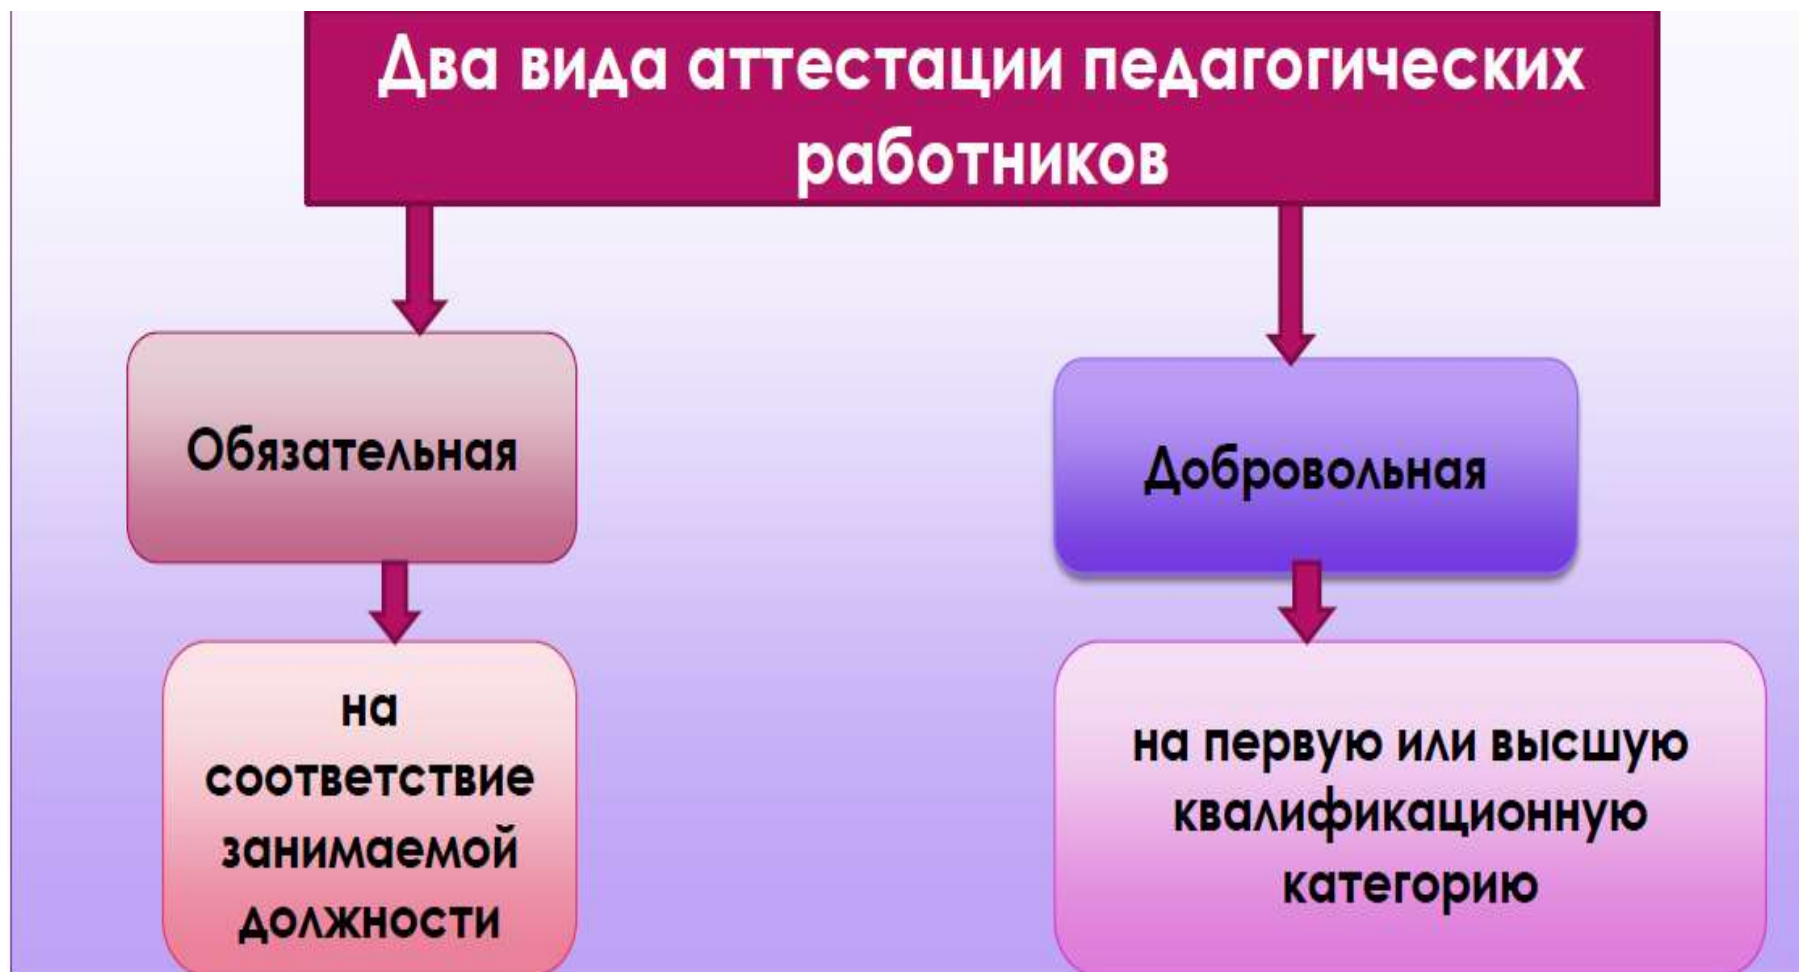 Два вида аттестации педагогических
работников
Обязательная
Добровольная
на
соответствие
занимаемой
должности
на первую или высшую
квалификационную
категорию